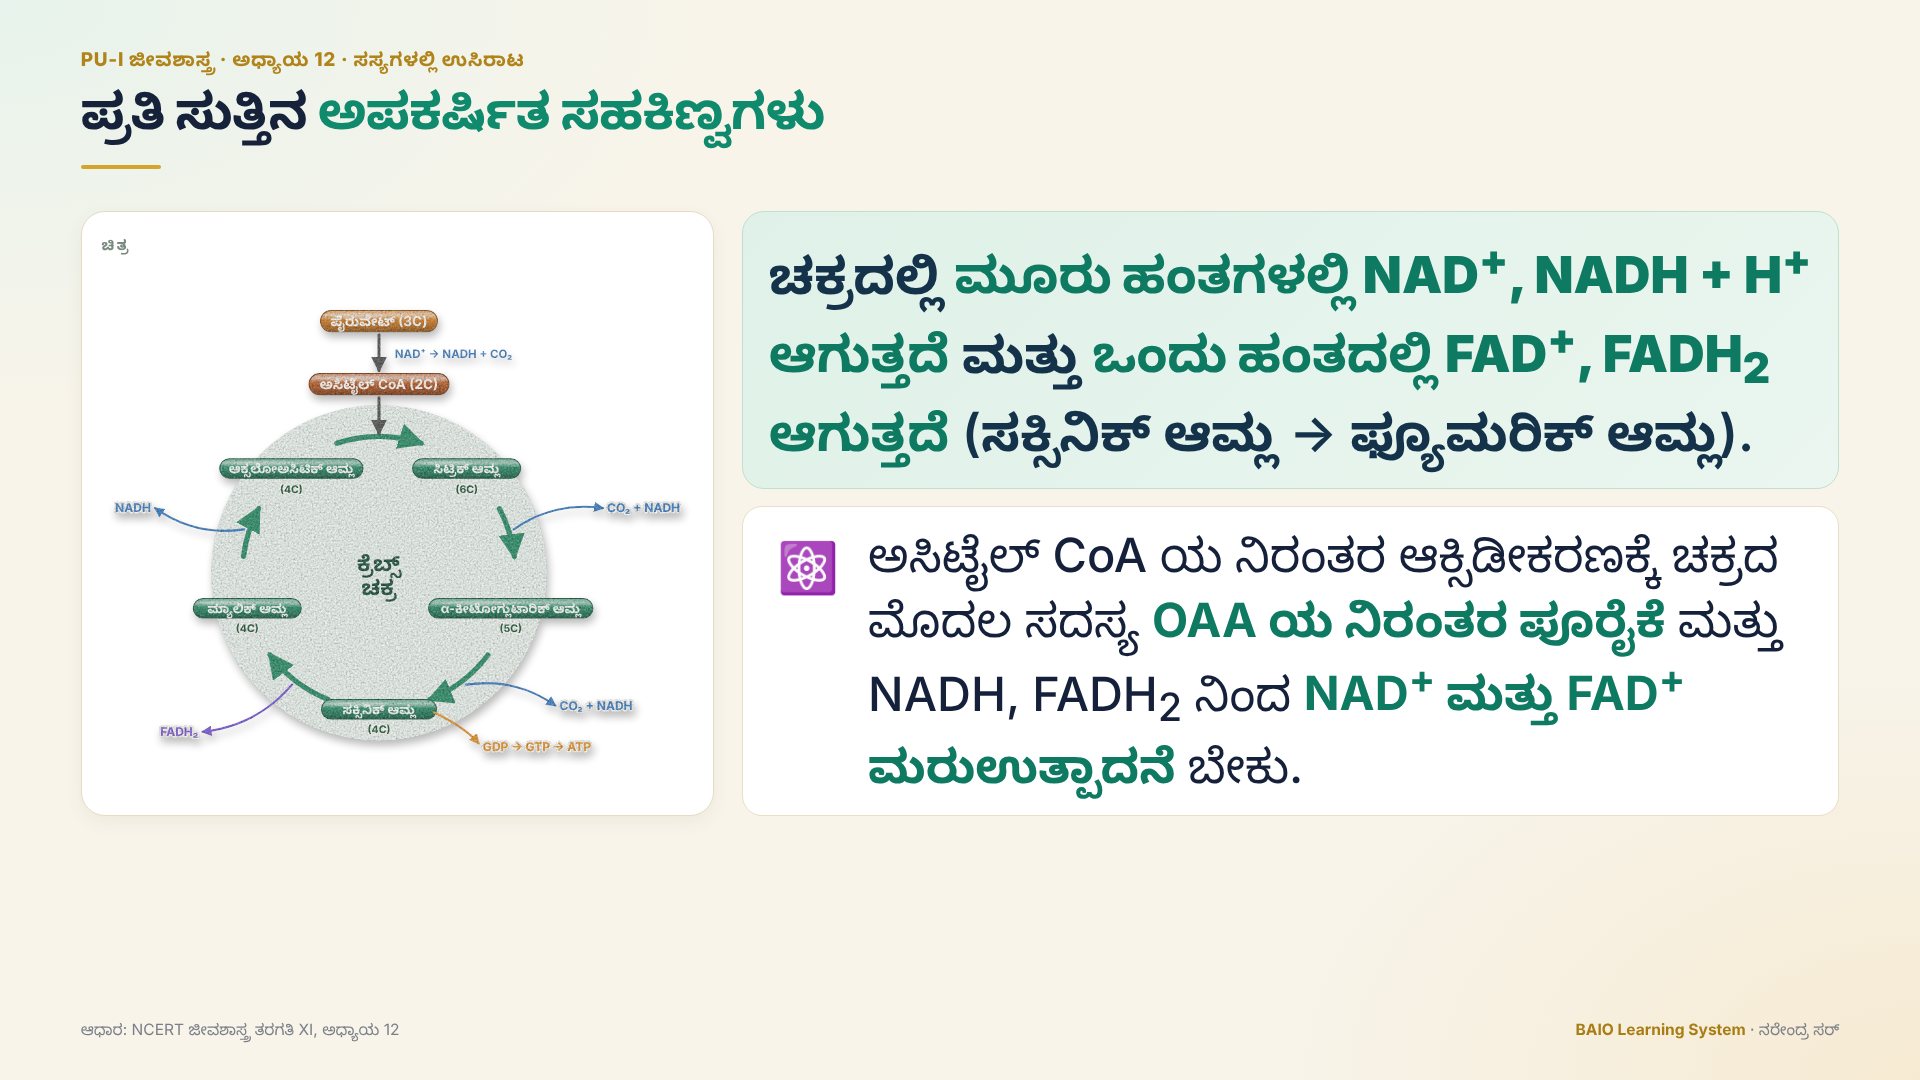 PU-I ಜೀವಶಾಸ್ತ್ರ · ಅಧ್ಯಾಯ 12 · ಸಸ್ಯಗಳಲ್ಲಿ ಉಸಿರಾಟ
ಪ್ರತಿ ಸುತ್ತಿನ ಅಪಕರ್ಷಿತ ಸಹಕಿಣ್ವಗಳು
ಚಿತ್ರ
ಪೈರುವೇಟ್ (3C)
NAD⁺ → NADH + CO₂
ಅಸಿಟೈಲ್ CoA (2C)
ಆಕ್ಸಲೋಅಸಿಟಿಕ್ ಆಮ್ಲ
(4C)
ಸಿಟ್ರಿಕ್ ಆಮ್ಲ
(6C)
NADH
CO₂ + NADH
ಕ್ರೆಬ್ಸ್
ಚಕ್ರ
ಮ್ಯಾಲಿಕ್ ಆಮ್ಲ
(4C)
α-ಕೀಟೋಗ್ಲುಟಾರಿಕ್ ಆಮ್ಲ
(5C)
ಸಕ್ಸಿನಿಕ್ ಆಮ್ಲ
(4C)
CO₂ + NADH
FADH₂
GDP → GTP → ATP
ಚಕ್ರದಲ್ಲಿ ಮೂರು ಹಂತಗಳಲ್ಲಿ NAD⁺, NADH + H⁺
ಆಗುತ್ತದೆ ಮತ್ತು ಒಂದು ಹಂತದಲ್ಲಿ FAD⁺, FADH₂
ಆಗುತ್ತದೆ (ಸಕ್ಸಿನಿಕ್ ಆಮ್ಲ → ಫ್ಯೂಮರಿಕ್ ಆಮ್ಲ).
ಅಸಿಟೈಲ್ CoA ಯ ನಿರಂತರ ಆಕ್ಸಿಡೀಕರಣಕ್ಕೆ ಚಕ್ರದ
ಮೊದಲ ಸದಸ್ಯ OAA ಯ ನಿರಂತರ ಪೂರೈಕೆ ಮತ್ತು
NADH, FADH₂ ನಿಂದ NAD⁺ ಮತ್ತು FAD⁺
ಮರುಉತ್ಪಾದನೆ ಬೇಕು.
ಆಧಾರ: NCERT ಜೀವಶಾಸ್ತ್ರ ತರಗತಿ XI, ಅಧ್ಯಾಯ 12
BAIO Learning System · ನರೇಂದ್ರ ಸರ್